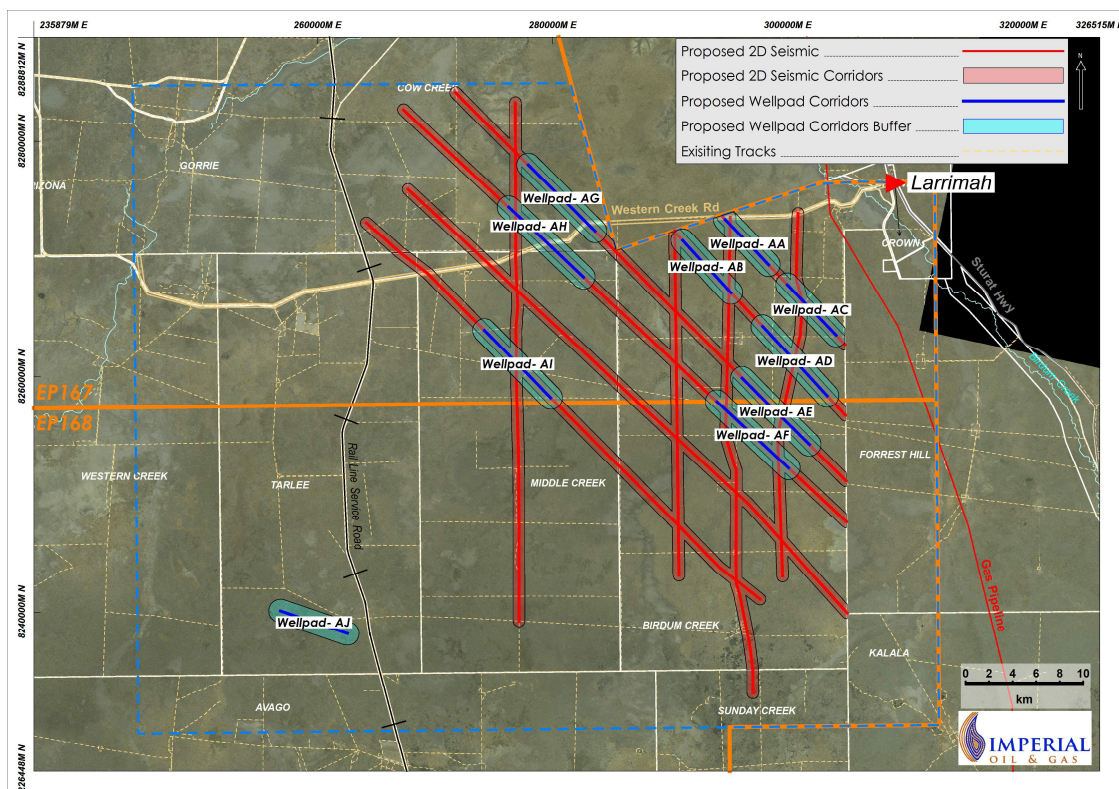 235879M E
260000M E
280000M E
300000M E
320000M E
326515M E
8288812M N
8280000M N
8260000M N
8240000M N
226448M N
Proposed 2D Seismic
Proposed 2D Seismic Corridors
Proposed Wellpad Corridors
Proposed Wellpad Corridors Buffer
Exisiting Tracks
N
COW CREEK
GORRIE
RIZONA
Larrimah
Western Creek Rd
Wellpad- AG
Wellpad- AH
Wellpad- AA
Wellpad- AB
CROWN
Sturat Hwy
Wellpad- AC
Wellpad- AD
Wellpad- AI
Birdum Creek
EP167
EP168
Wellpad- AE
Wellpad- AF
FORREST HILL
WESTERN CREEK
TARLEE
Rail Line Service Road
MIDDLE CREEK
Gas Pipeline
Wellpad- AJ
BIRDUM CREEK
KALALA
AVAGO
SUNDAY CREEK
0 2 4 6 8 10
km
IMPERIAL
OIL & GAS